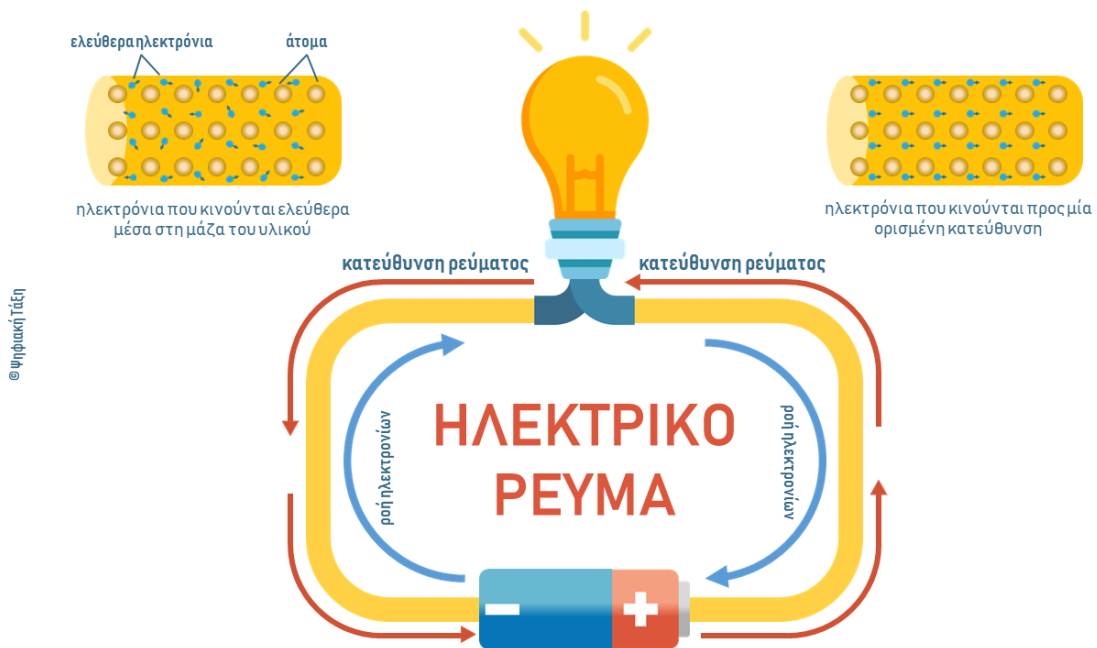 ελεύθερα ηλεκτρόνια
άτομα
ηλεκτρόνια που κινούνται ελεύθερα
μέσα στη μάζα του υλικού
ηλεκτρόνια που κινούνται προς μία
ορισμένη κατεύθυνση
κατεύθυνση ρεύματος
κατεύθυνση ρεύματος
© Ψηφιακή Τάξη
ροή ηλεκτρονίων
ΗΛΕΚΤΡΙΚΟ
ΡΕΥΜΑ
ροή ηλεκτρονίων